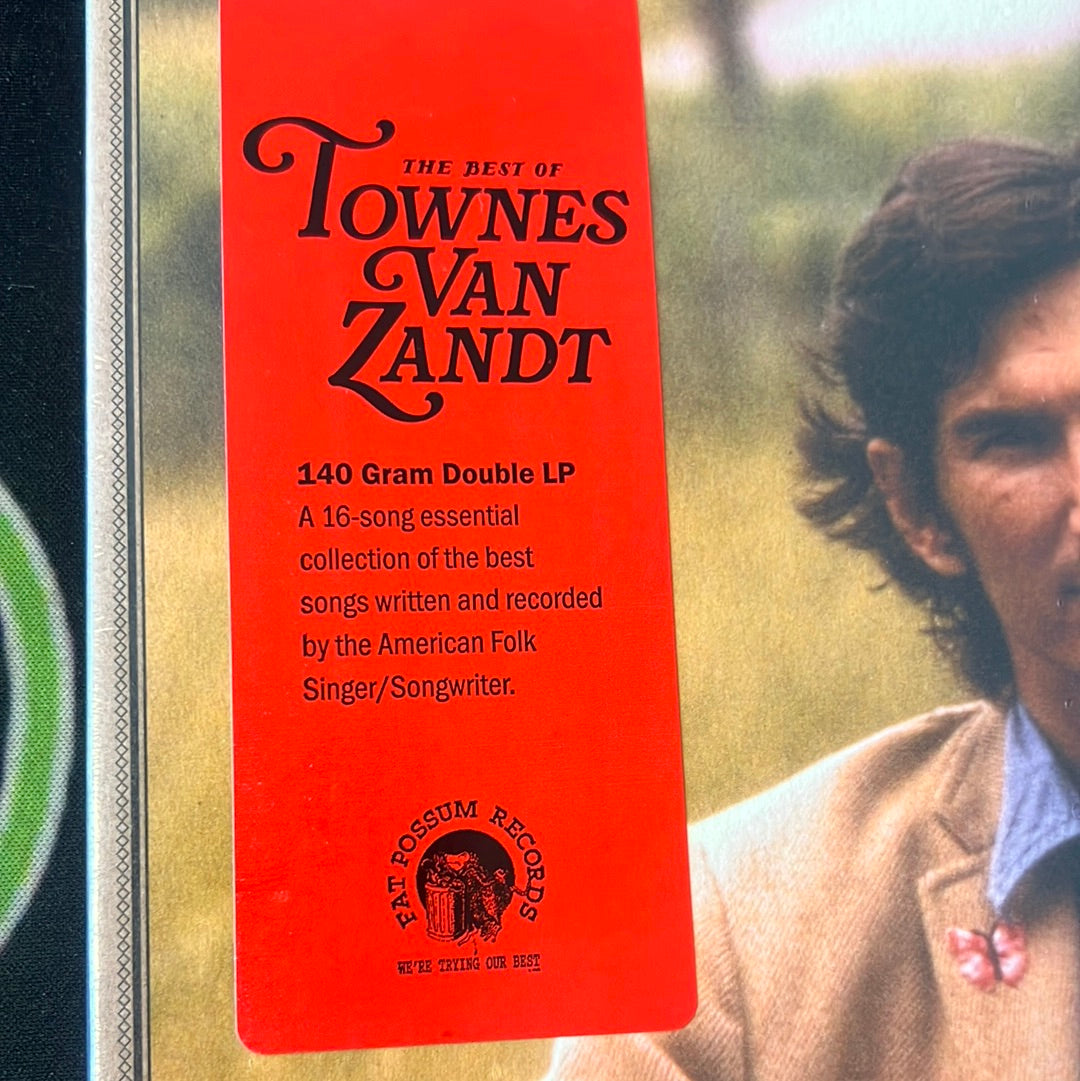 THE BEST OF
TOWNES
VAN
ZANDT
140 Gram Double LP
A 16-song essential
collection of the best
songs written and recorded
by the American Folk
Singer/Songwriter.
FAT POSSUM RECORDS
WE'RE TRYING OUR BEST